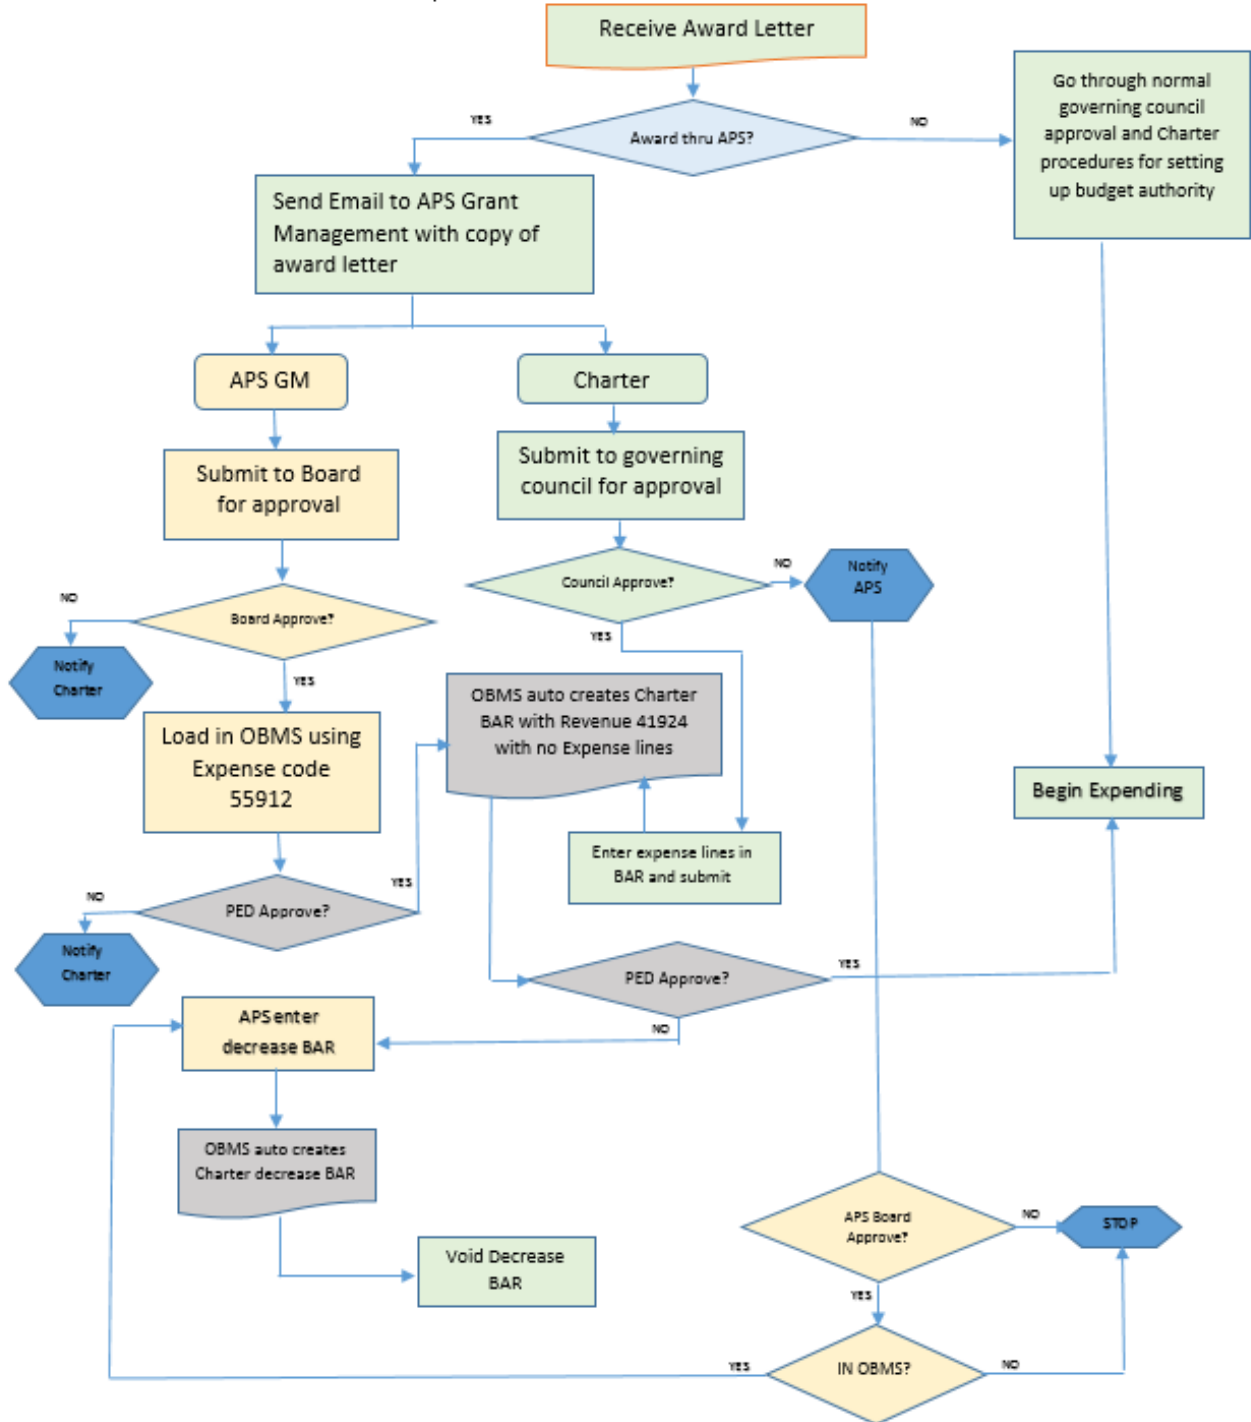 Receive Award Letter
Award thru APS?
YES
NO
Go through normal
governing council
approval and Charter
procedures for setting
up budget authority
Send Email to APS Grant
Management with copy of
award letter
APS GM
Charter
Submit to Board
for approval
Submit to governing
council for approval
Council Approve?
NO
Notify
APS
YES
Board Approve?
NO
Notify
Charter
YES
OBMS auto creates Charter
BAR with Revenue 41924
with no Expense lines
Load in OBMS using
Expense code
55912
Begin Expending
Enter expense lines in
BAR and submit
YES
PED Approve?
NO
Notify
Charter
PED Approve?
YES
NO
APS enter
decrease BAR
OBMS auto creates
Charter decrease BAR
Void Decrease
BAR
APS Board
Approve?
NO
STOP
YES
IN OBMS?
YES
NO